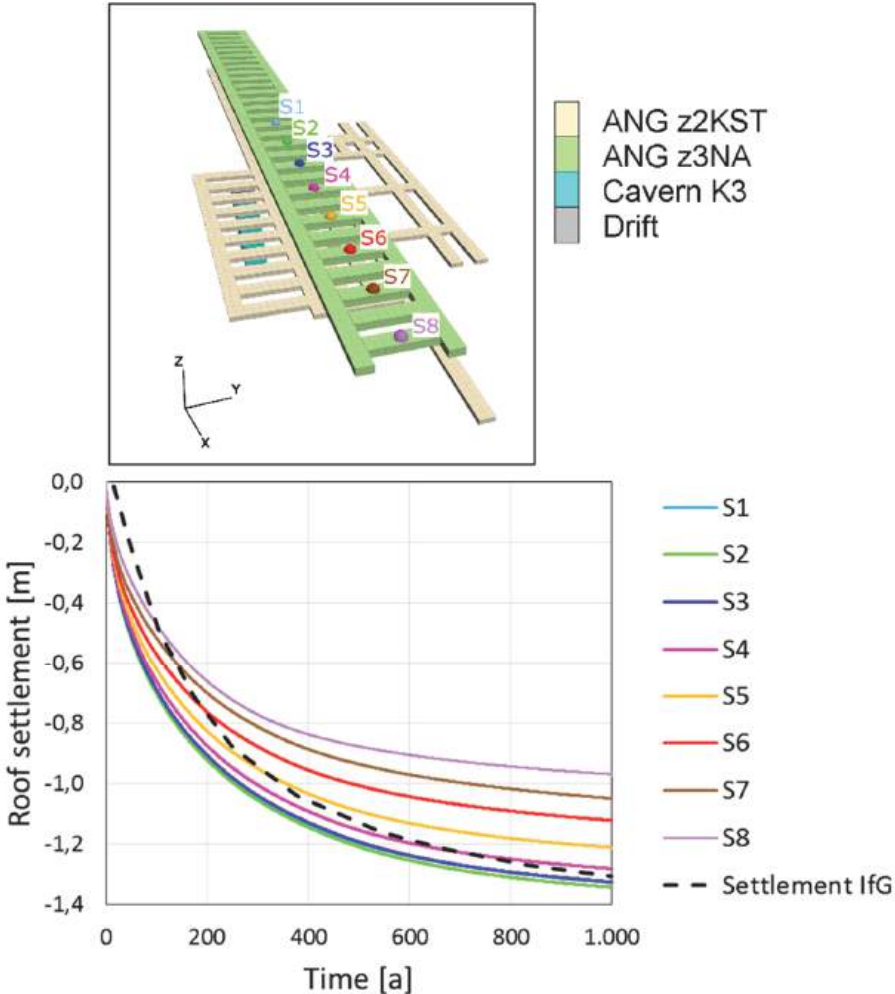 S1
S2
S3
S4
S5
S6
S7
S8
Z
Y
X
ANG z2KST
ANG z3NA
Cavern K3
Drift
Roof settlement [m]
0,0
-0,2
-0,4
-0,6
-0,8
-1,0
-1,2
-1,4
0
200
400
600
800
1.000
Time [a]
S1
S2
S3
S4
S5
S6
S7
S8
Settlement IfG